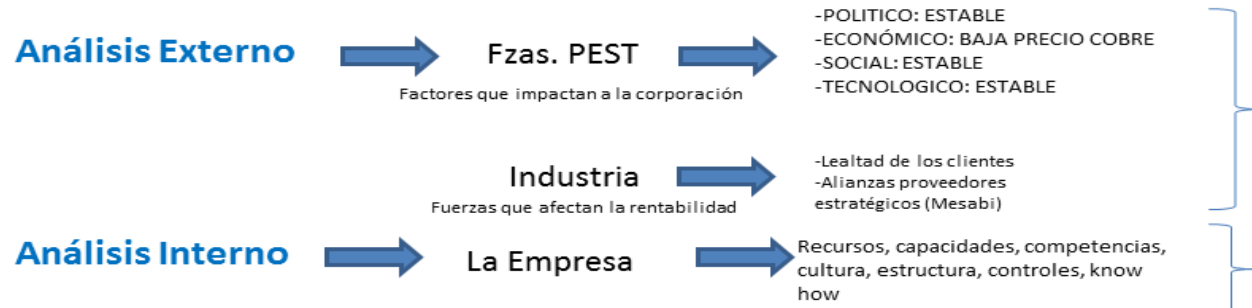 Análisis Externo
Fzas. PEST
Factores que impactan a la corporación
-POLITICO: ESTABLE
-ECONÓMICO: BAJA PRECIO COBRE
-SOCIAL: ESTABLE
-TECNOLOGICO: ESTABLE
Industria
Fuerzas que afectan la rentabilidad
-Lealtad de los clientes
-Alianzas proveedores
estratégicos (Mesabi)
Análisis Interno
La Empresa
Recursos, capacidades, competencias,
cultura, estructura, controles, know
how